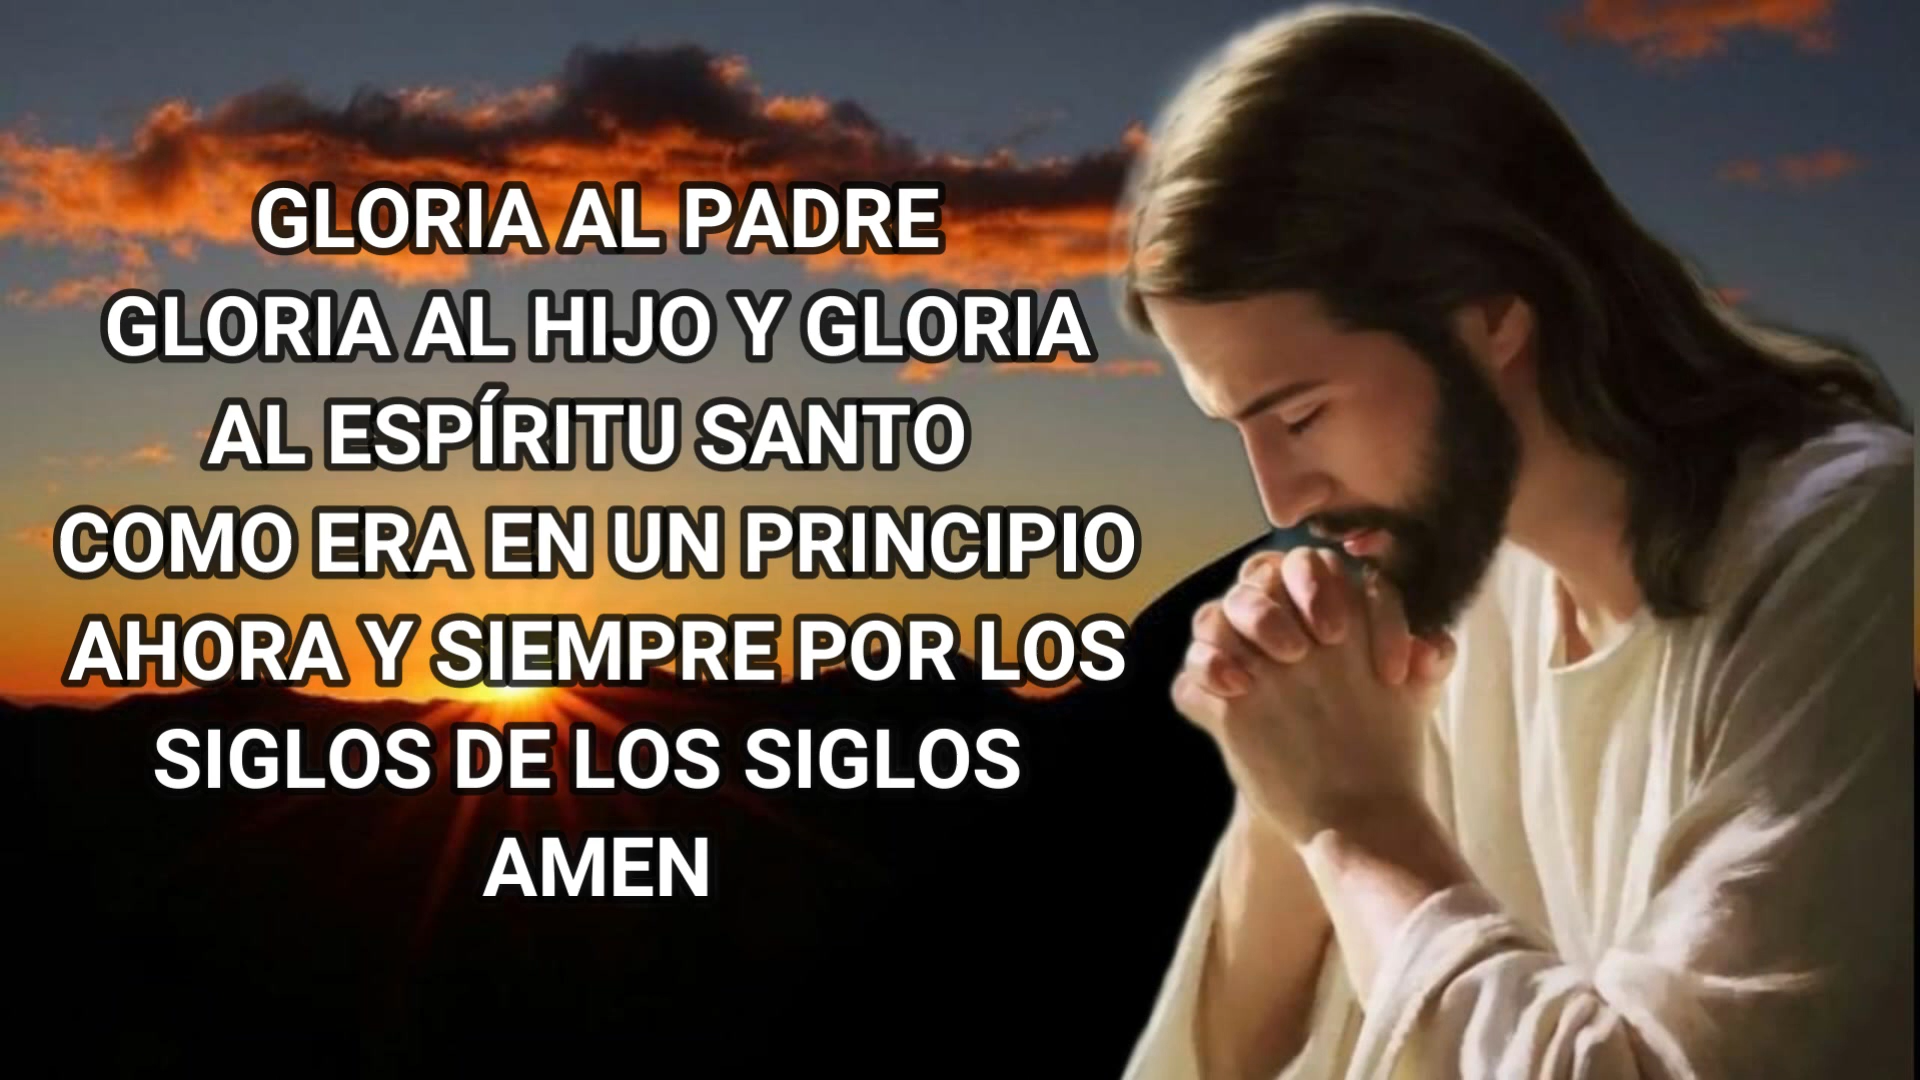 GLORIA AL PADRE
GLORIA AL HIJO Y GLORIA
AL ESPÍRITU SANTO
COMO ERA EN UN PRINCIPIO
AHORA Y SIEMPRE POR LOS
SIGLOS DE LOS SIGLOS
AMEN